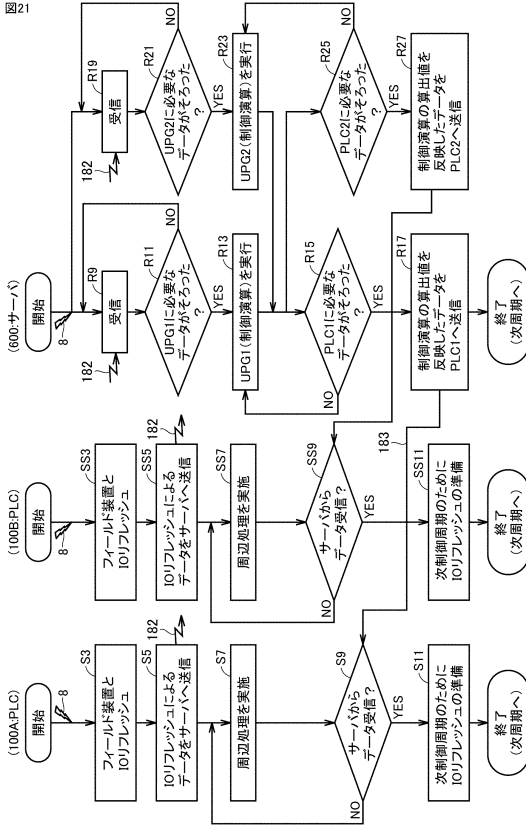 図21
(100A:PLC)
開始
8
S3
フィールド装置と
IOリフレッシュ
S5
IOリフレッシュによる
データをサーバへ送信
182
S7
周辺処理を実施
S9
サーバから
データ受信?
NO
YES
S11
次制御周期のために
IOリフレッシュの準備
終了
(次周期へ)
(100B:PLC)
開始
8
SS3
フィールド装置と
IOリフレッシュ
SS5
IOリフレッシュによる
データをサーバへ送信
182
SS7
周辺処理を実施
SS9
サーバから
データ受信?
NO
YES
SS11
次制御周期のために
IOリフレッシュの準備
終了
(次周期へ)
(600:サーバ)
開始
8
R9
受信
182
R11
UPG1に必要な
データがそろった
?
NO
YES
R13
UPG1(制御演算)を実行
R15
PLC1に必要な
データがそろった
?
NO
YES
R17
制御演算の算出値を
反映したデータを
PLC1へ送信
183
終了
(次周期へ)
R19
受信
182
R21
UPG2に必要な
データがそろった
?
NO
YES
R23
UPG2(制御演算)を実行
R25
PLC2に必要な
データがそろった
?
NO
YES
R27
制御演算の算出値を
反映したデータを
PLC2へ送信